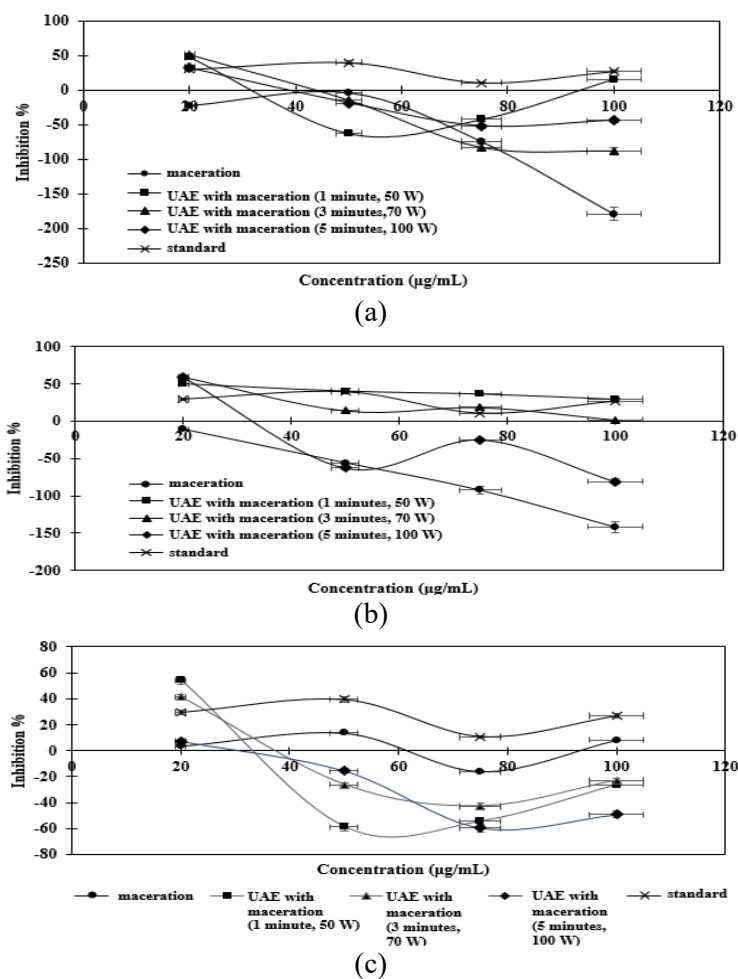 100
50
0
0 20 40 60 80 100 120
-50
-100
-150
-200
-250
Inhibition %
maceration
UAE with maceration (1 minute, 50 W)
UAE with maceration (3 minutes,70 W)
UAE with maceration (5 minutes, 100 W)
standard
Concentration (µg/mL)
(a)
100
50
0
0 20 40 60 80 100 120
-50
-100
-150
-200
Inhibition %
maceration
UAE with maceration (1 minutes, 50 W)
UAE with maceration (3 minutes, 70 W)
UAE with maceration (5 minutes, 100 W)
standard
Concentration (µg/mL)
(b)
80
60
40
20
0
0 20 40 60 80 100 120
-20
-40
-60
-80
Inhibition %
Concentration (µg/mL)
maceration
UAE with
maceration
(1 minute, 50 W)
UAE with
maceration
(3 minutes,
70 W)
UAE with
maceration
(5 minutes,
100 W)
standard
(c)